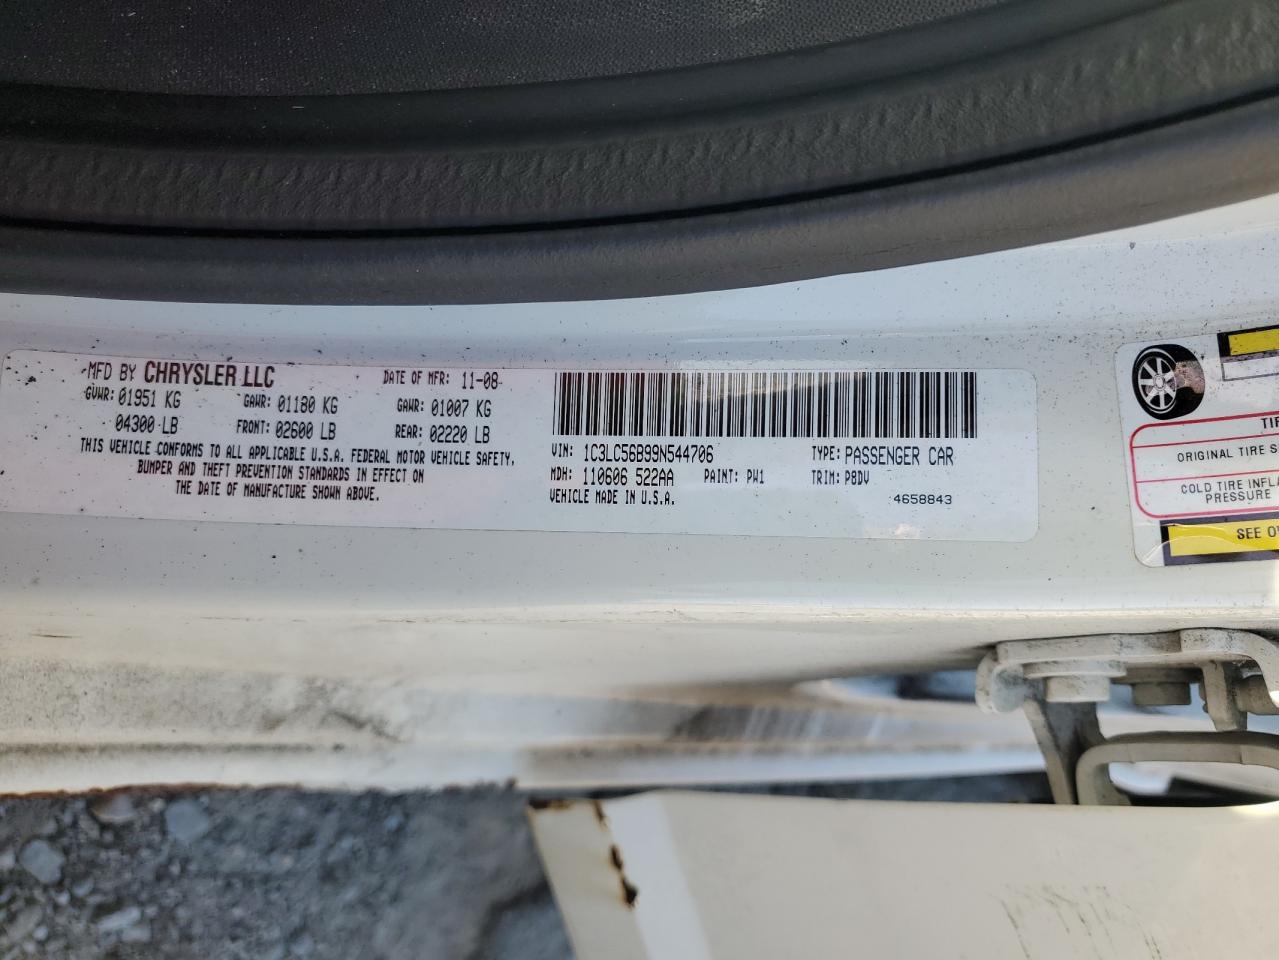 MFD BY CHRYSLER LLC DATE OF MFR: 11-08
GVWR: 01951 KG GAWR: 01180 KG GAWR: 01007 KG
04300 LB FRONT: 02600 LB REAR: 02220 LB
THIS VEHICLE CONFORMS TO ALL APPLICABLE U.S.A. FEDERAL MOTOR VEHICLE SAFETY,
BUMPER AND THEFT PREVENTION STANDARDS IN EFFECT ON
THE DATE OF MANUFACTURE SHOWN ABOVE.
VIN: 1C3LC56B99N544706 TYPE: PASSENGER CAR
MDH: 110606 522AA PAINT: PW1 TRIM: P8DV
VEHICLE MADE IN U.S.A. 4658843
ORIGINAL TIRE
COLD TIRE
PRESSURE
SEE